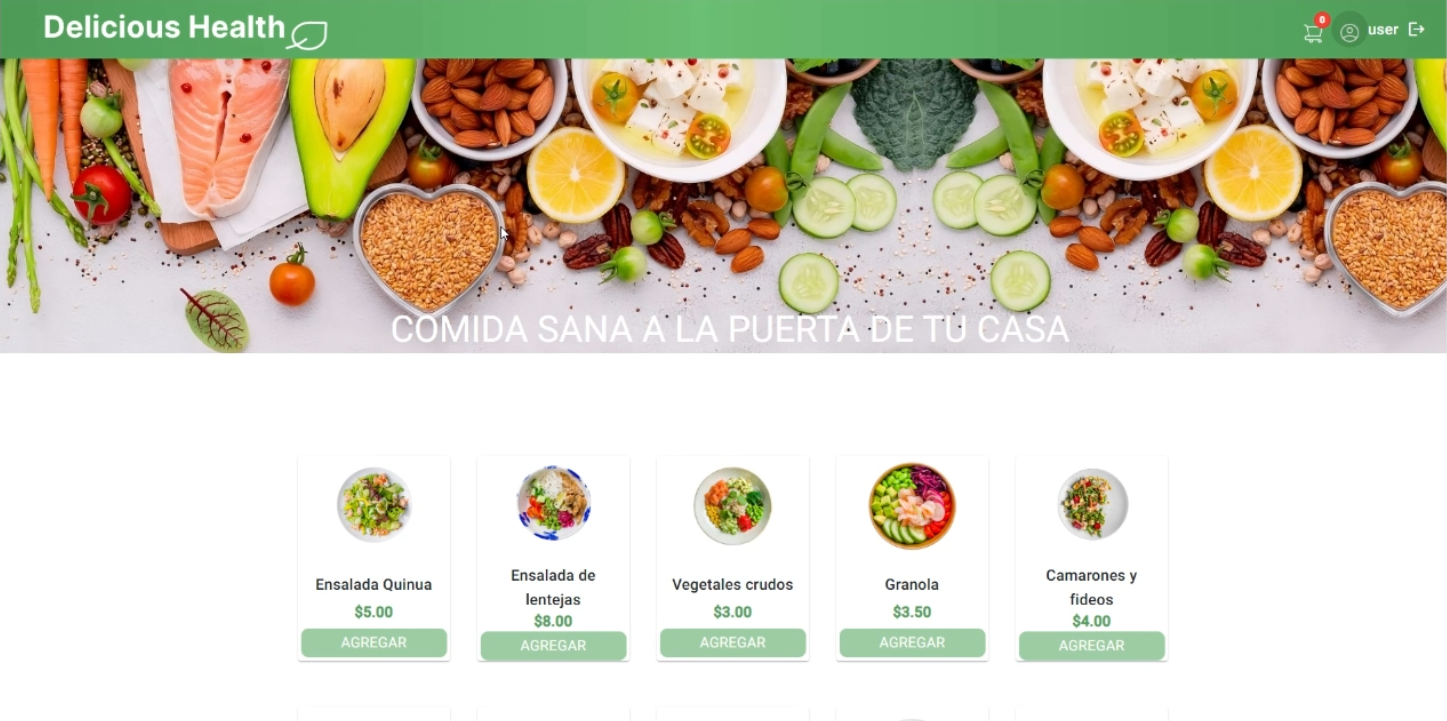 Delicious Health
0
user
COMIDA SANA A LA PUERTA DE TU CASA
Ensalada Quinua
$5.00
AGREGAR
Ensalada de
lentejas
$8.00
AGREGAR
Vegetales crudos
$3.00
AGREGAR
Granola
$3.50
AGREGAR
Camarones y
fideos
$4.00
AGREGAR